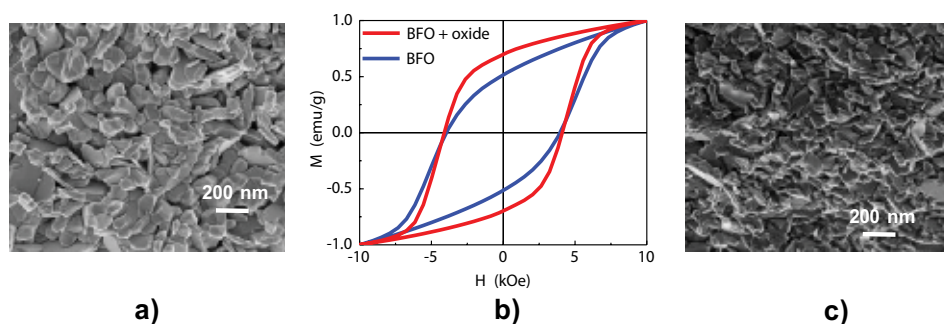 200 nm
a)
BFO + oxide
BFO
M (emu/g)
1.0
0.5
0.0
-0.5
-1.0
-10
-5
0
5
10
H (kOe)
b)
200 nm
c)